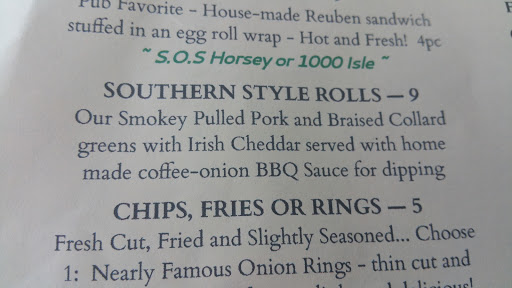 Pub Favorite - House-made Reuben sandwich
stuffed in an egg roll wrap - Hot and Fresh! 4pc
~ S.O.S Horsey or 1000 Isle ~
SOUTHERN STYLE ROLLS — 9
Our Smokey Pulled Pork and Braised Collard
greens with Irish Cheddar served with home
made coffee-onion BBQ Sauce for dipping
CHIPS, FRIES OR RINGS — 5
Fresh Cut, Fried and Slightly Seasoned... Choose
1: Nearly Famous Onion Rings - thin cut and